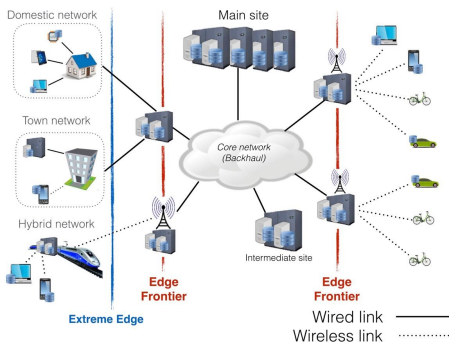 Domestic network
Main site
Town network
Core network
(Backhaul)
Hybrid network
Intermediate site
Edge
Frontier
Edge
Frontier
Extreme Edge
Wired link
Wireless link